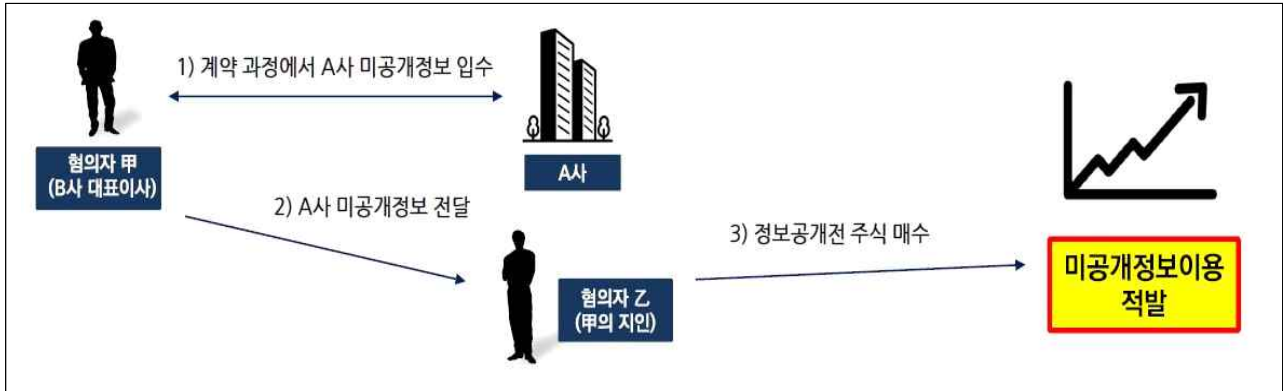 1) 계약 과정에서 A사 미공개정보 입수
혐의자 甲
(B사 대표이사)
A사
2) A사 미공개정보 전달
혐의자 乙
(甲의 지인)
3) 정보공개전 주식 매수
미공개정보이용
적발